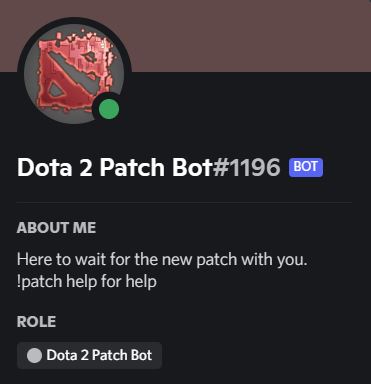 Dota 2 Patch Bot#1196 BOT
ABOUT ME
Here to wait for the new patch with you.
!patch help for help
ROLE
Dota 2 Patch Bot